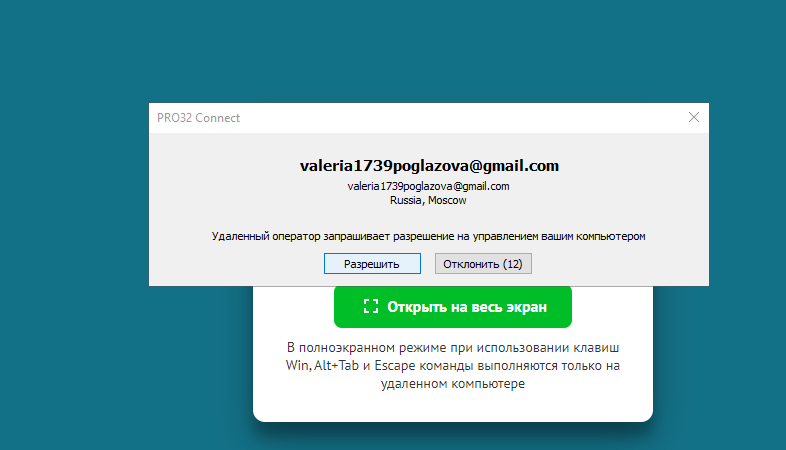 PRO32 Connect
valeria1739poglazova@gmail.com
valeria1739poglazova@gmail.com
Russia, Moscow
Удаленный оператор запрашивает разрешение на управлением вашим компьютером
Разрешить
Отклонить (12)
Открыть на весь экран
В полноэкранном режиме при использовании клавиш
Win, Alt+Tab и Escape команды выполняются только на
удаленном компьютере